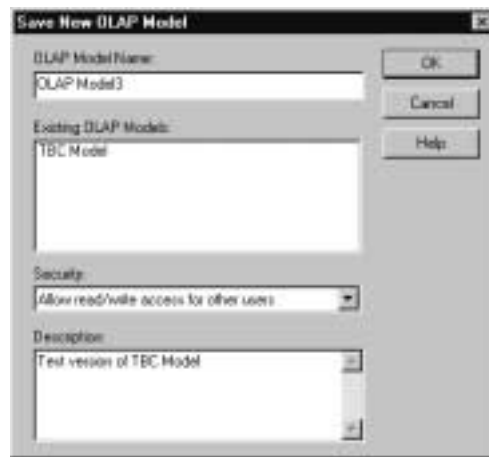 Save New OLAP Model
OLAP Model Name:
OLAP Model3
OK
Cancel
Existing OLAP Models:
TBC Model
Help
Security:
Allow read/write access for other users
Description:
Test version of TBC Model